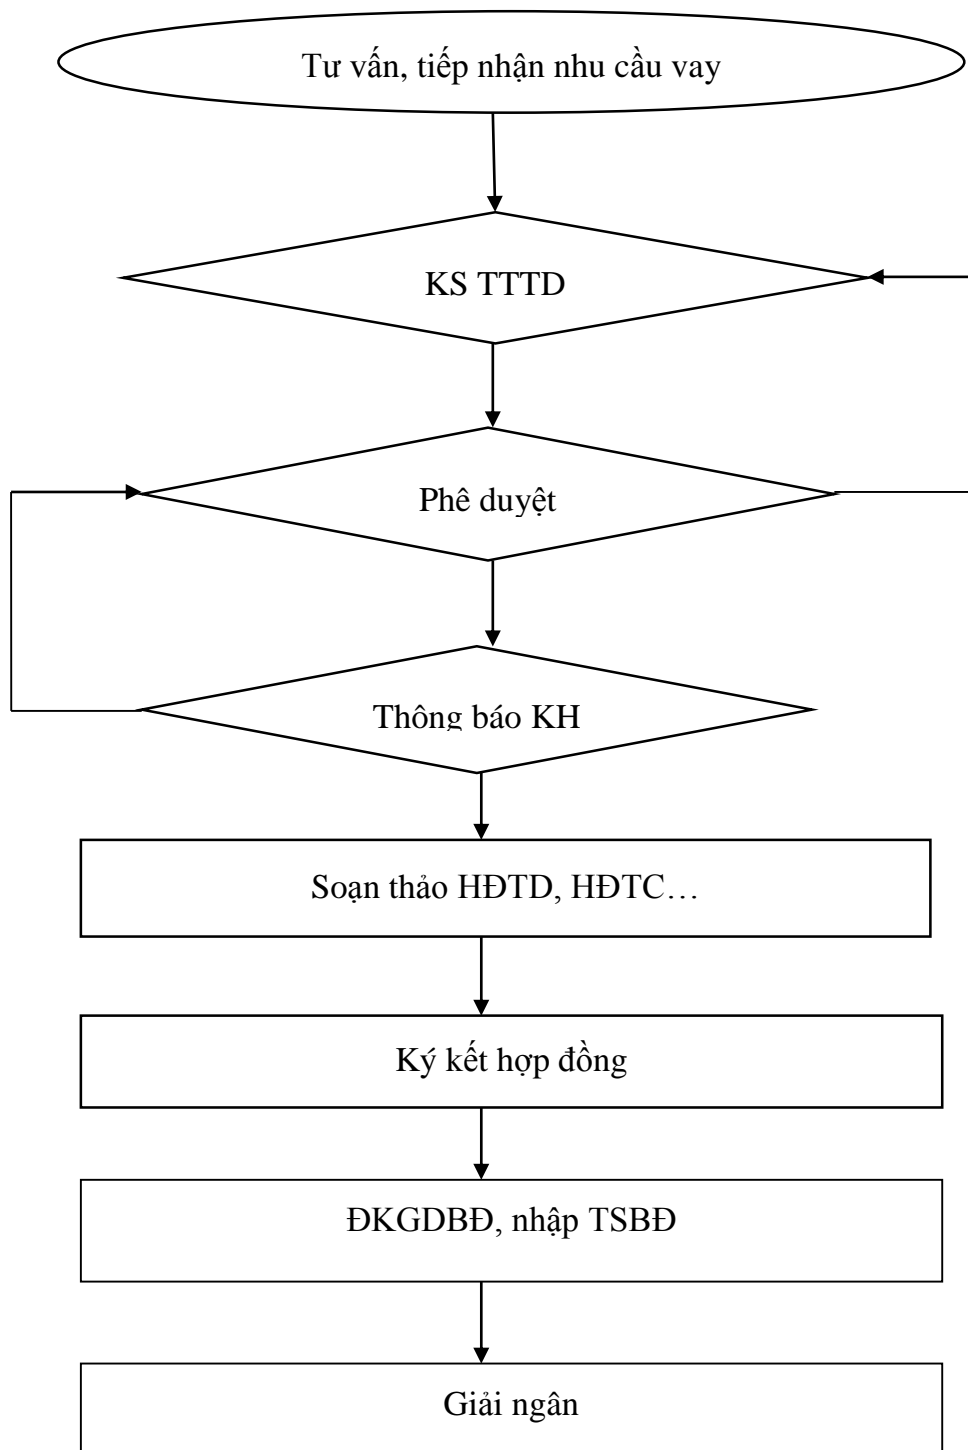 Tư vấn, tiếp nhận nhu cầu vay
KS TTTD
Phê duyệt
Thông báo KH
Soạn thảo HĐTD, HĐTC…
Ký kết hợp đồng
ĐKGDBĐ, nhập TSBĐ
Giải ngân